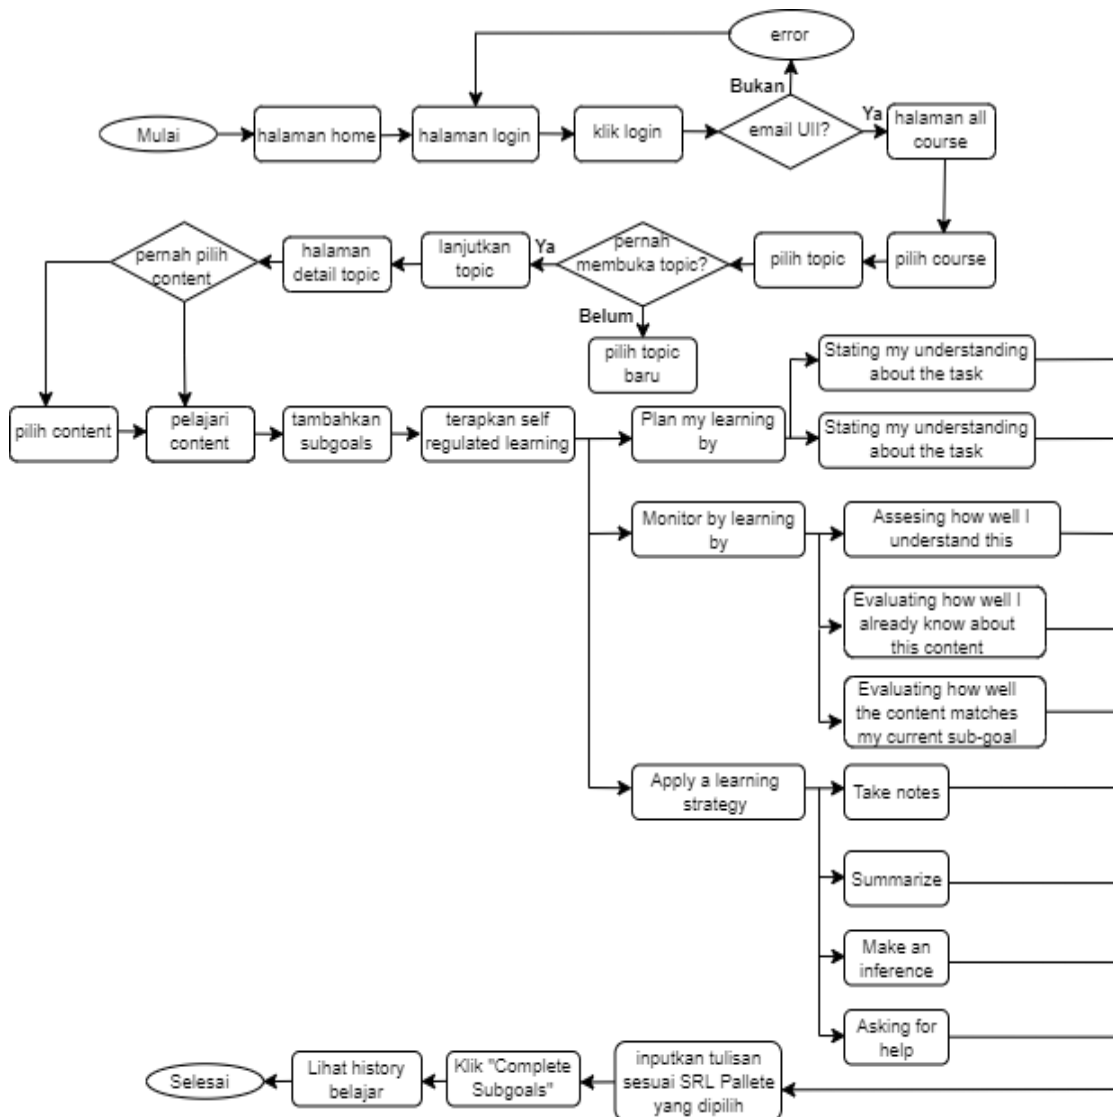 error
Bukan
Mulai
halaman home
halaman login
klik login
email UII?
Ya
halaman all
course
pernah pilih
content
halaman
detail topic
lanjutkan
topic
Ya
pernah
membuka topic?
pilih topic
pilih course
Belum
pilih topic
baru
Stating my understanding
about the task
pilih content
pelajari
content
tambahkan
subgoals
terapkan self
regulated learning
Plan my learning
by
Stating my understanding
about the task
Monitor by learning
by
Assesing how well I
understand this
Evaluating how well I
already know about
this content
Evaluating how well
the content matches
my current sub-goal
Apply a learning
strategy
Take notes
Summarize
Make an
inference
Asking for
help
Selesai
Lihat history
belajar
Klik "Complete
Subgoals"
inputkan tulisan
sesuai SRL Pallete
yang dipilih